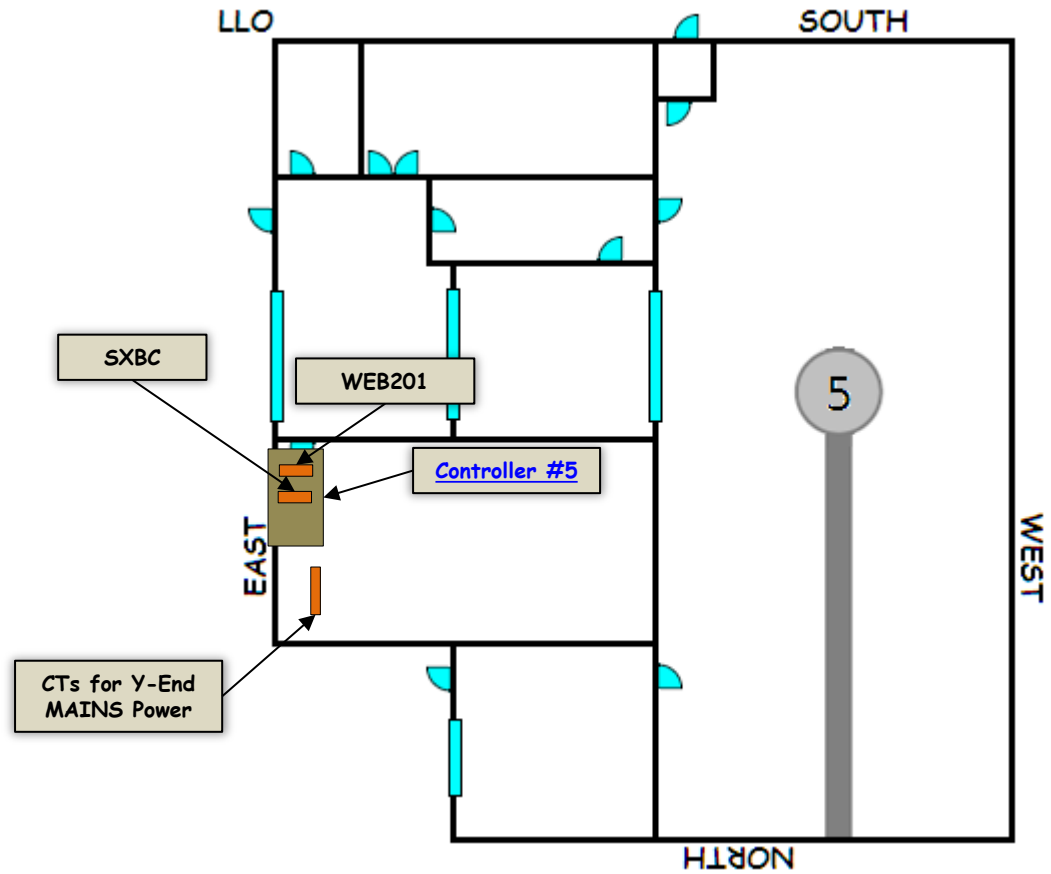 LLO
SOUTH
SXBC
WEB201
5
Controller #5
EAST
WEST
CTs for Y-End
MAINS Power
NORTH